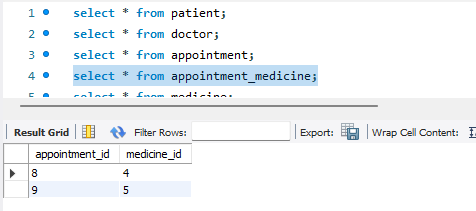 1 select * from patient;
2 select * from doctor;
3 select * from appointment;
4 select * from appointment_medicine;
5 select * from medicine;
Result Grid Filter Rows: Export: Wrap Cell Content:
appointment_id medicine_id
8 4
9 5